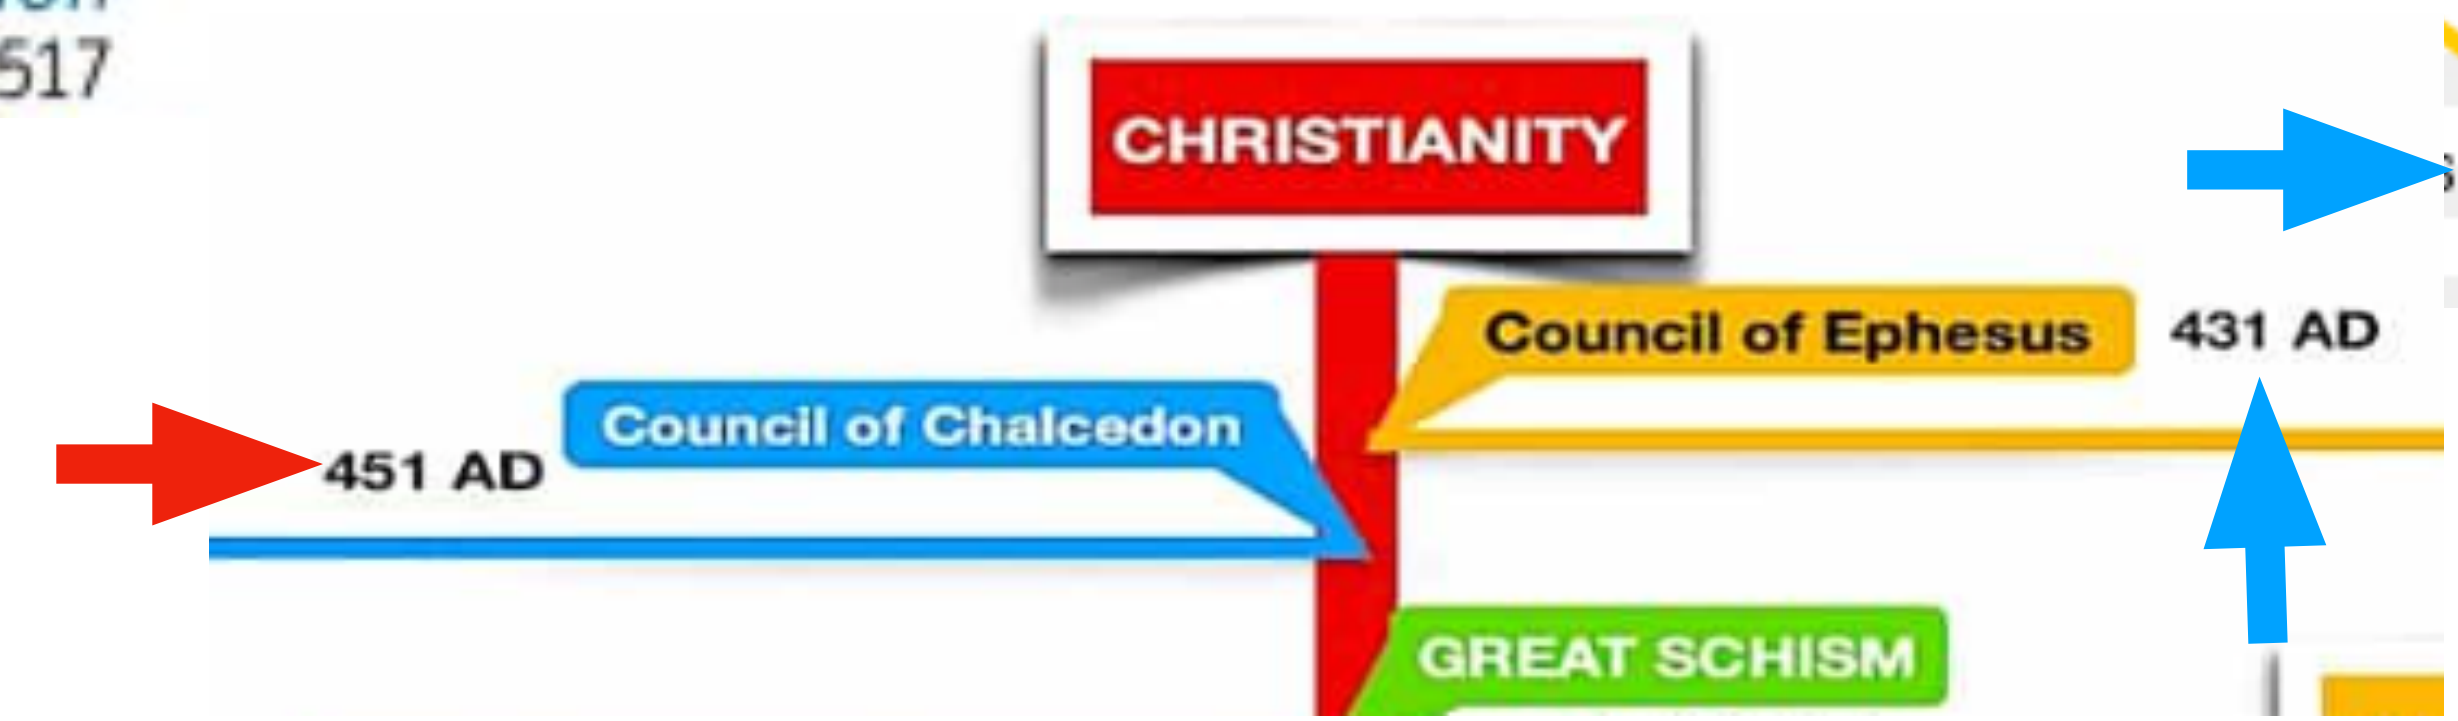 517
CHRISTIANITY
Council of Ephesus 431 AD
Council of Chalcedon
451 AD
GREAT SCHISM